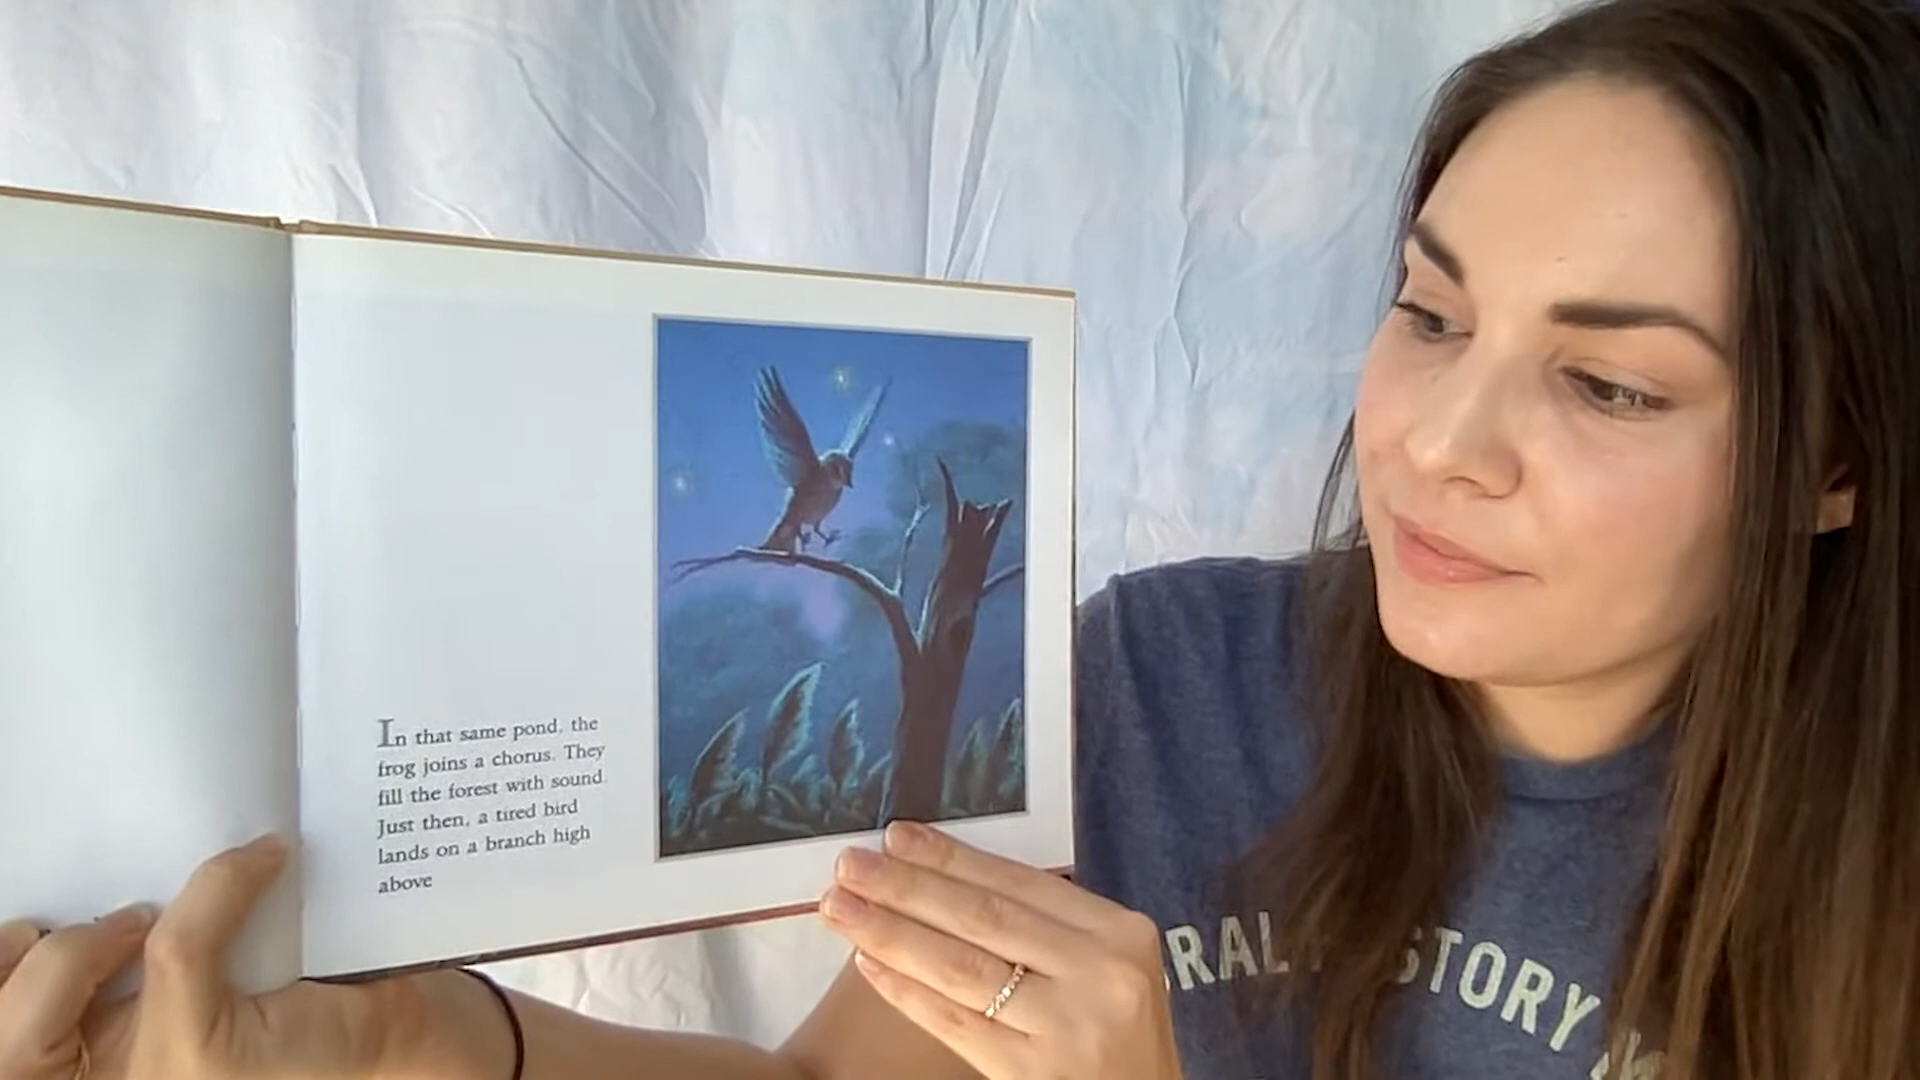 In that same pond, the
frog joins a chorus. They
fill the forest with sound.
Just then, a tired bird
lands on a branch high
above
RAL
STORY